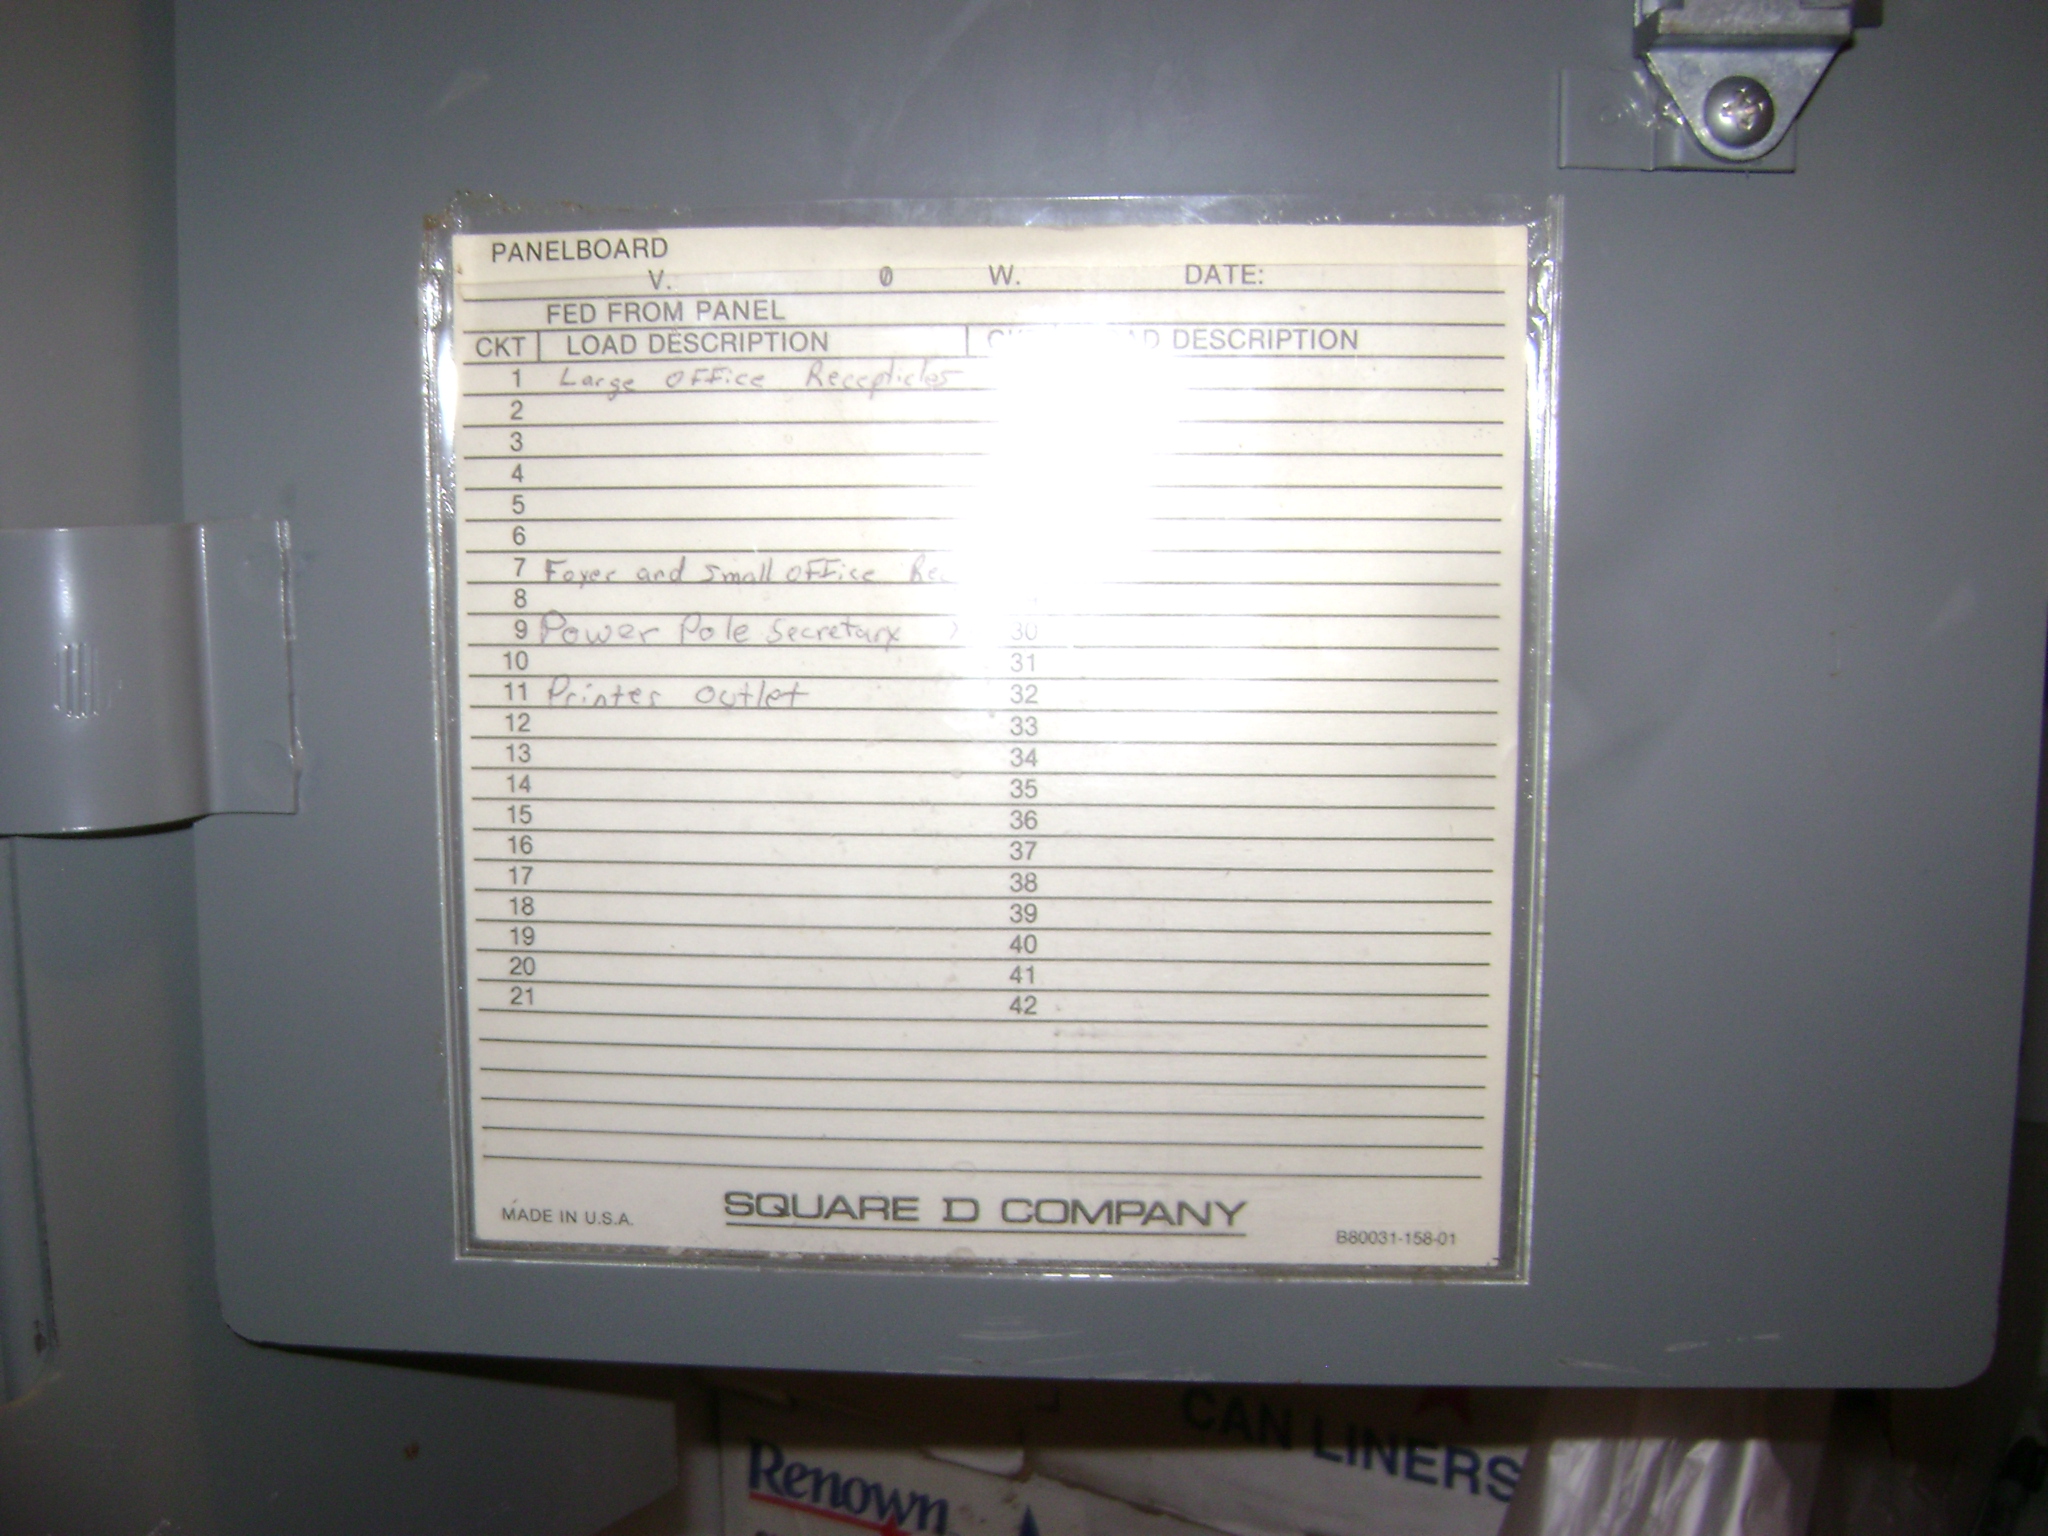 PANELBOARD
V. Ø W. DATE:
FED FROM PANEL
CKT LOAD DESCRIPTION DESCRIPTION
1 Large Office Recepticles
2
3
4
5
6
7 Foyer and Small Office
8
9 Power Pole Secretary 30
10 31
11 Printer Outlet 32
12 33
13 34
14 35
15 36
16 37
17 38
18 39
19 40
20 41
21 42
SQUARE D COMPANY
MADE IN U.S.A. B80031-158-01
CAN LINERS
Renown